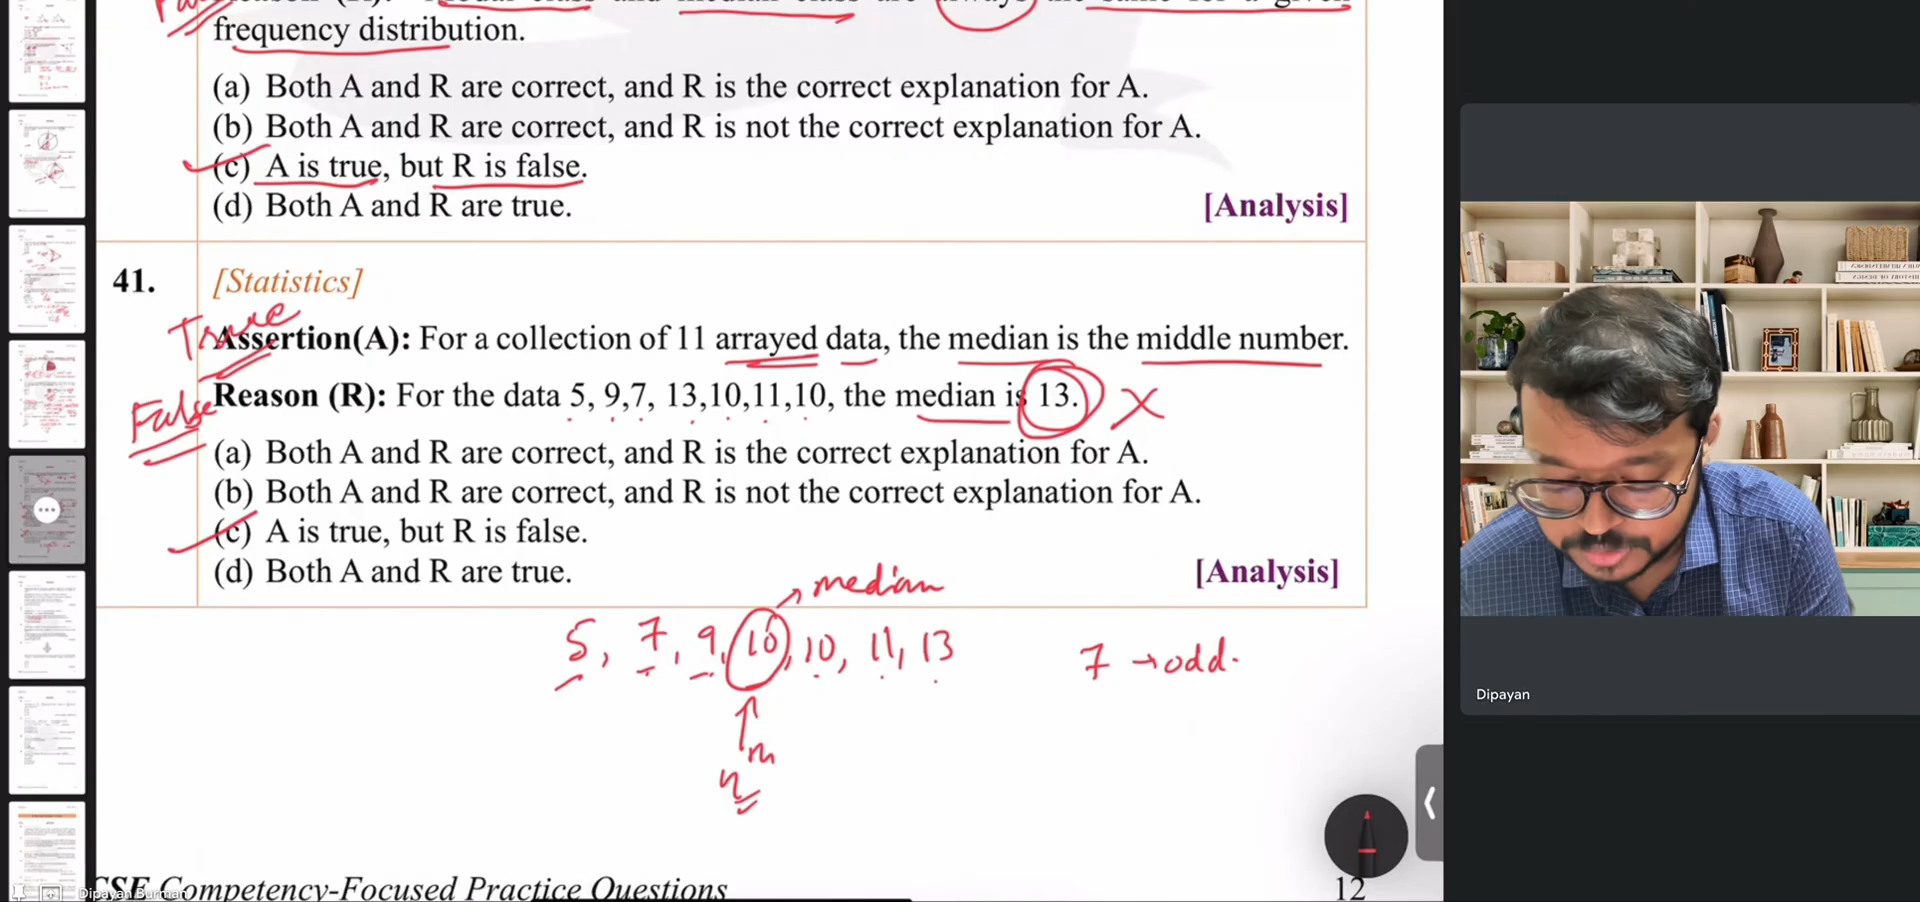 frequency distribution.
(a) Both A and R are correct, and R is the correct explanation for A.
(b) Both A and R are correct, and R is not the correct explanation for A.
(c) A is true, but R is false.
(d) Both A and R are true.
[Analysis]
41.
[Statistics]
True
Assertion(A): For a collection of 11 arrayed data, the median is the middle number.
False
Reason (R): For the data 5, 9,7, 13,10,11,10, the median is 13. X
(a) Both A and R are correct, and R is the correct explanation for A.
(b) Both A and R are correct, and R is not the correct explanation for A.
(c) A is true, but R is false.
(d) Both A and R are true.
[Analysis]
median
5, 7, 9, 10, 10, 11, 13
7 → odd.
Dipayan
CSE Competency-Focused Practice Questions
12
Dipayan Burman